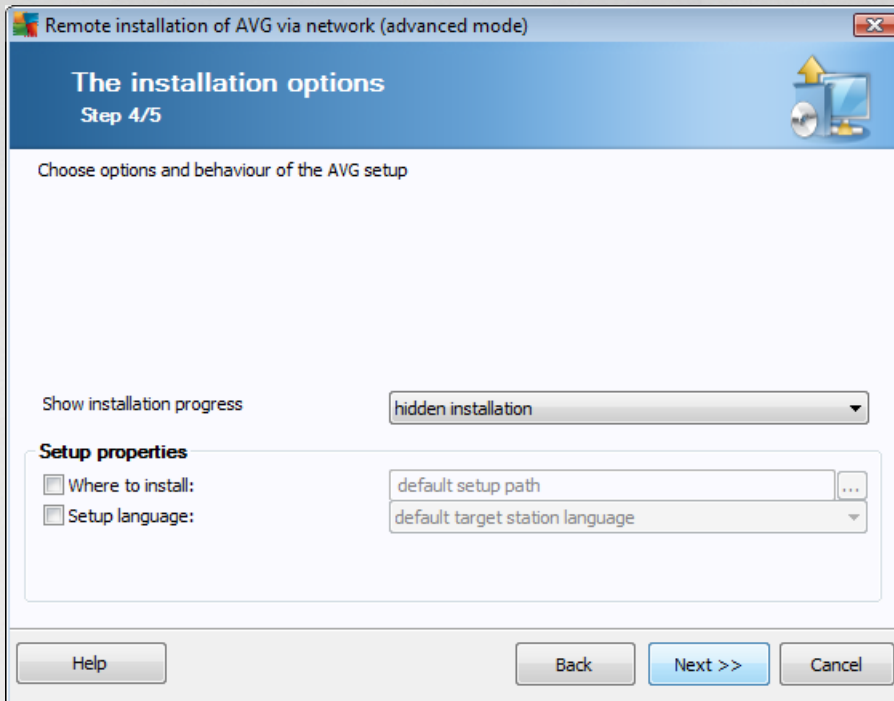 Remote installation of AVG via network (advanced mode)
The installation options
Step 4/5
Choose options and behaviour of the AVG setup
Show installation progress
hidden installation
Setup properties
Where to install:
default setup path
...
Setup language:
default target station language
Help
Back
Next >>
Cancel